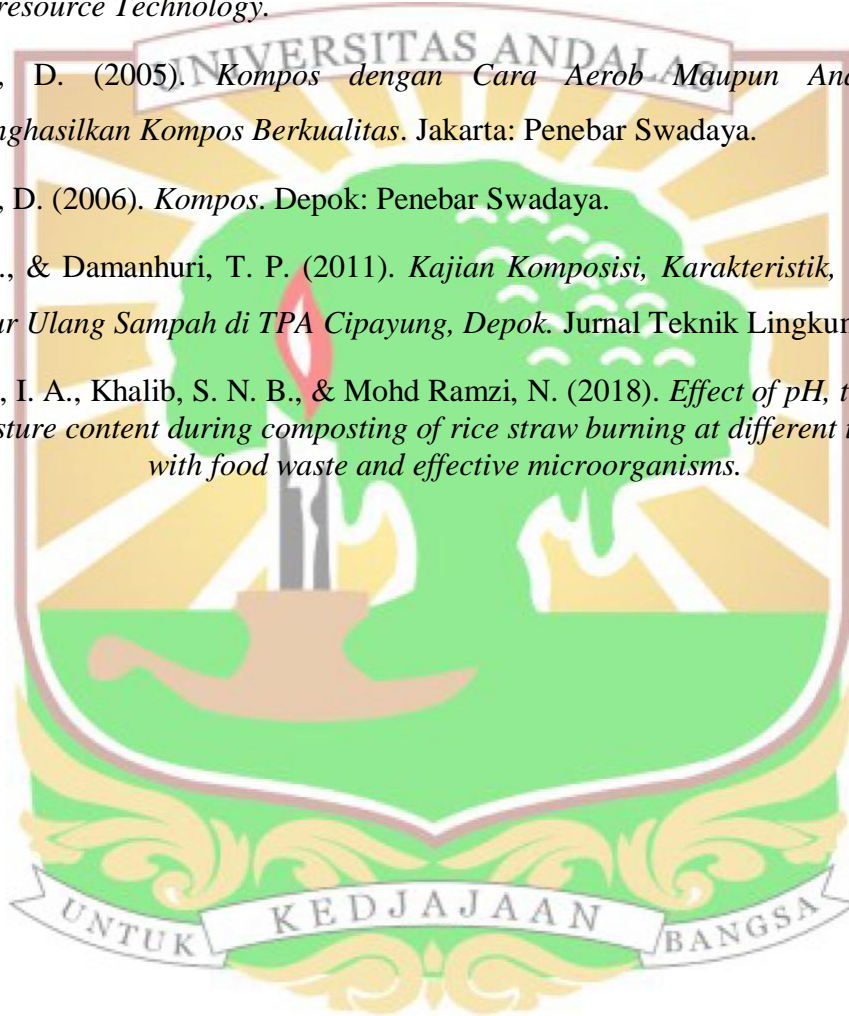 resource Technology.
UNIVERSITAS ANDALAS
, D. (2005). Kompos dengan Cara Aerob Maupun
nghasilkan Kompos Berkualitas. Jakarta: Penebar Swadaya.
, D. (2006). Kompos. Depok: Penebar Swadaya.
., & Damanhuri, T. P. (2011). Kajian Komposisi, Karakteristik,
ur Ulang Sampah di TPA Cipayung, Depok. Jurnal Teknik
, I. A., Khalib, S. N. B., & Mohd Ramzi, N. (2018). Effect of pH,
sture content during composting of rice straw burning at different
with food waste and effective microorganisms.
UNTUK KEDJAJAAN BANGSA